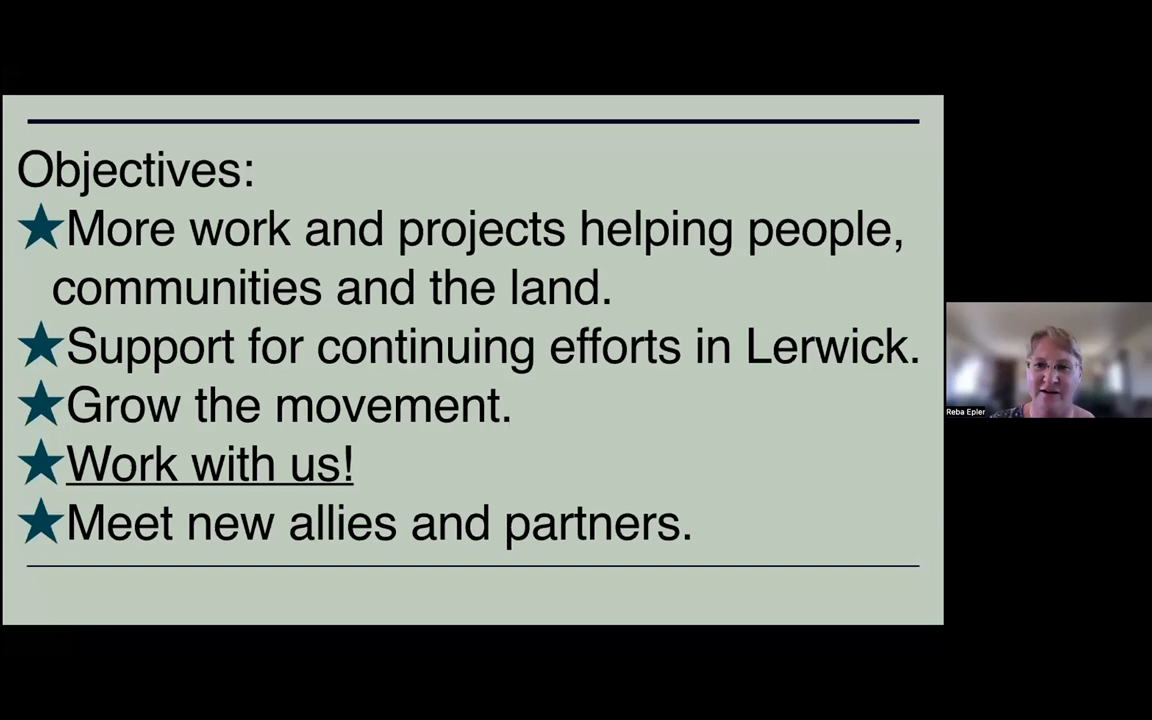 Objectives:
★More work and projects helping people,
communities and the land.
★Support for continuing efforts in Lerwick.
★Grow the movement.
★Work with us!
★Meet new allies and partners.
Reba Epler